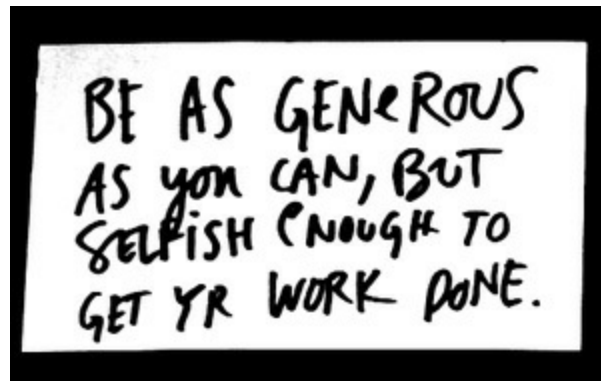 BE AS GENEROUS
AS you CAN, BUT
SELFISH ENOUGH TO
GET YR WORK DONE.